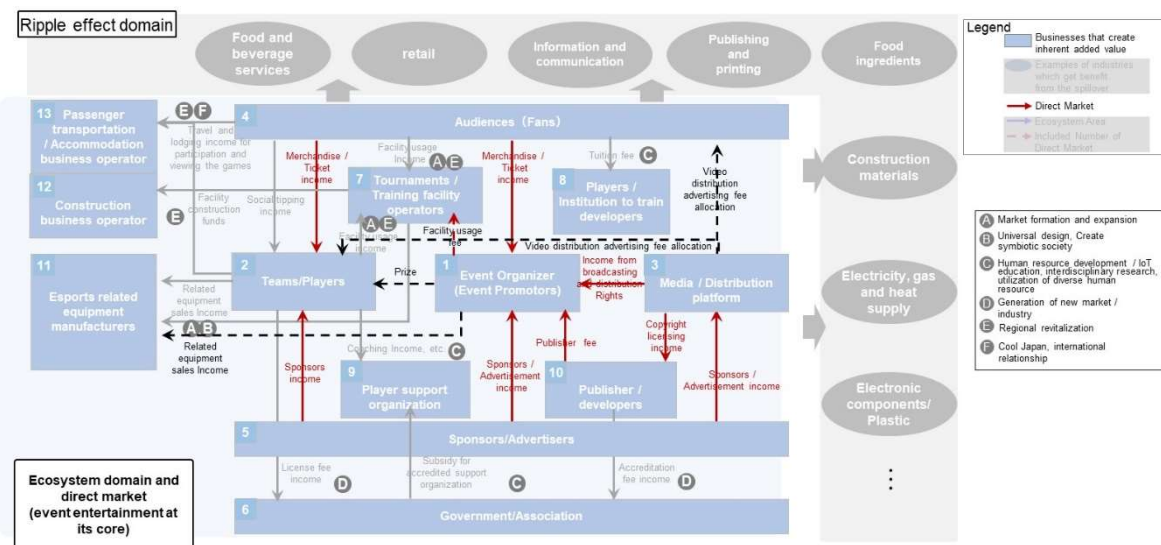 Ripple effect domain
Food and
beverage
services
retail
Information and
communication
Publishing
and
printing
Food
ingredients
Legend
Businesses that create
inherent added value
Examples of industries
which get benefit
from the spillover
Direct Market
Ecosystem Area
Included Number of
Direct Market
13
Passenger
transportation
/ Accommodation
business operator
E F
4
Audiences (Fans)
Travel and
lodging income for
participation and
viewing the games
Merchandise /
Ticket
income
Facility usage
Income
A E
Merchandise /
Ticket
income
Tuition fee
C
Video
distribution
advertising fee
allocation
Construction
materials
12
Construction
business operator
E
Facility
construction
funds
Social tipping
income
7
Tournaments /
Training facility
operators
8
Players /
Institution to train
developers
Facility usage
income
A E
Facility usage
fee
Video distribution advertising fee allocation
A Market formation and expansion
B Universal design, Create
symbiotic society
C Human resource development / IoT
education, interdisciplinary research,
utilization of diverse human
resource
D Generation of new market /
industry
E Regional revitalization
F Cool Japan, international
relationship
11
Esports related
equipment
manufacturers
2
Teams/Players
Prize
1
Event Organizer
(Event Promotors)
Income from
broadcasting
and distribution
Rights
3
Media / Distribution
platform
Electricity, gas
and heat
supply
Related
equipment
sales Income
A B
Related
equipment
sales Income
Sponsors
income
Coaching Income, etc.
C
Sponsors /
Advertisement income
Publisher fee
Copyright
licensing
income
Sponsors /
Advertisement income
9
Player support
organization
10
Publisher /
developers
Electronic
components/
Plastic
5
Sponsors/Advertisers
License fee
income
D
Subsidy for
accredited support
organization
C
Accreditation
fee income
D
6
Government/Association
Ecosystem domain and
direct market
(event entertainment at
its core)